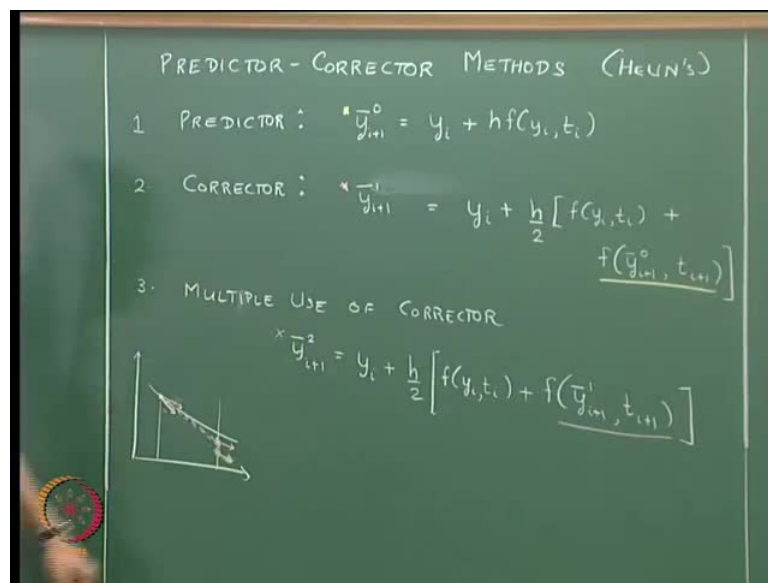 PREDICTOR - CORRECTOR METHODS (HEUN'S)
1 PREDICTOR : * ȳ⁰ᵢ₊₁ = yᵢ + hf(yᵢ, tᵢ)
2. CORRECTOR : * ȳ¹ᵢ₊₁ = yᵢ + h/2 [ f(yᵢ, tᵢ) +
f(ȳ⁰ᵢ₊₁, tᵢ₊₁) ]
3. MULTIPLE USE OF CORRECTOR
* ȳ²ᵢ₊₁ = yᵢ + h/2 [ f(yᵢ, tᵢ) + f(ȳ¹ᵢ₊₁, tᵢ₊₁) ]